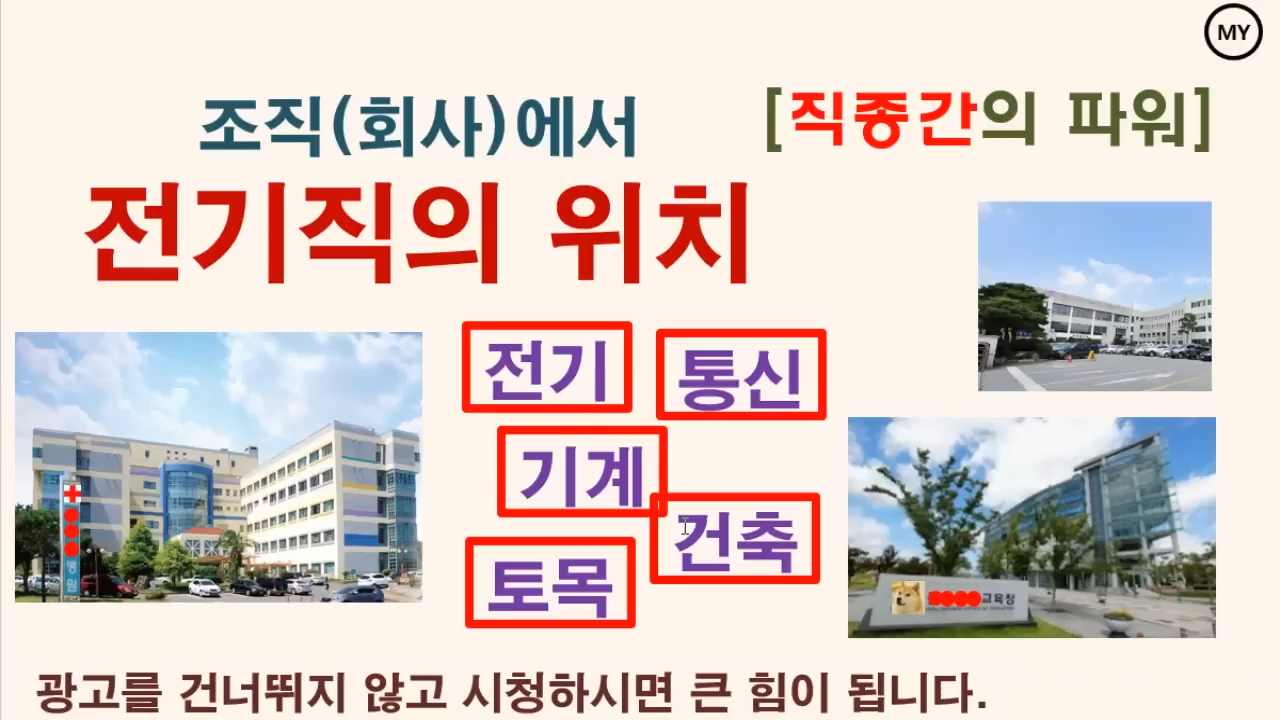 MY
조직(회사)에서
[직종간의 파워]
전기직의 위치
전기
통신
기계
건축
토목
병원
교육청
광고를 건너뛰지 않고 시청하시면 큰 힘이 됩니다.